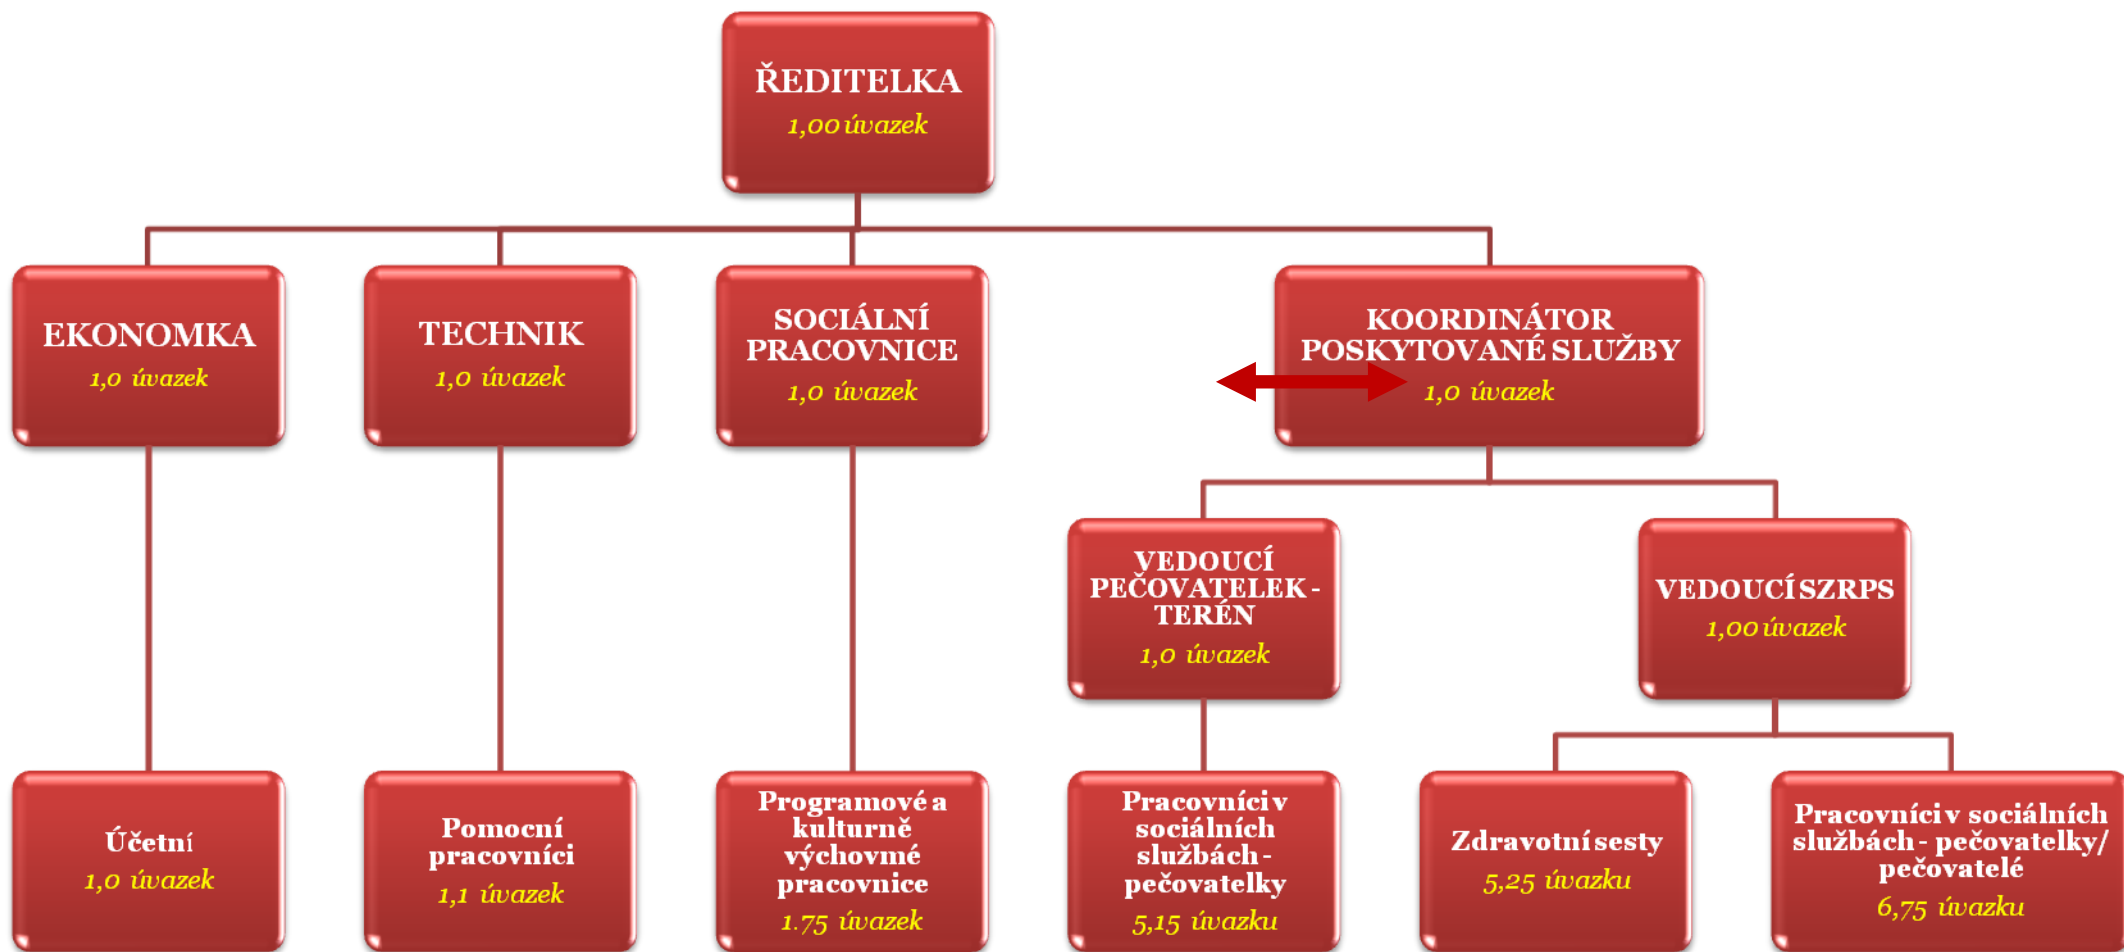 ŘEDITELKA
1,00 úvazek
EKONOMKA
1,0 úvazek
TECHNIK
1,0 úvazek
SOCIÁLNÍ
PRACOVNICE
1,0 úvazek
KOORDINÁTOR
POSKYTOVANÉ SLUŽBY
1,0 úvazek
VEDOUCÍ
PEČOVATELEK -
TERÉN
1,0 úvazek
VEDOUCÍ SZRPS
1,00 úvazek
Účetní
1,0 úvazek
Pomocní
pracovníci
1,1 úvazek
Programové a
kulturně
výchovmé
pracovnice
1.75 úvazek
Pracovníci v
sociálních
službách -
pečovatelky
5,15 úvazku
Zdravotní sesty
5,25 úvazku
Pracovníci v sociálních
službách - pečovatelky/
pečovatelé
6,75 úvazku